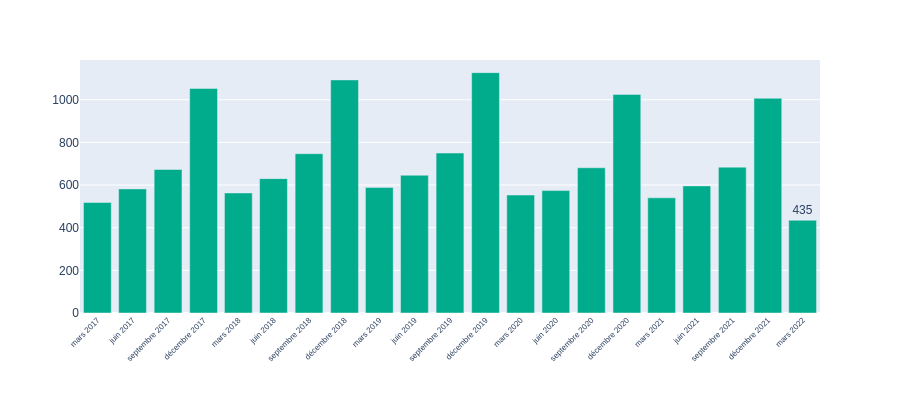 1000
800
600
400
200
0
435
mars 2017
juin 2017
septembre 2017
décembre 2017
mars 2018
juin 2018
septembre 2018
décembre 2018
mars 2019
juin 2019
septembre 2019
décembre 2019
mars 2020
juin 2020
septembre 2020
décembre 2020
mars 2021
juin 2021
septembre 2021
décembre 2021
mars 2022